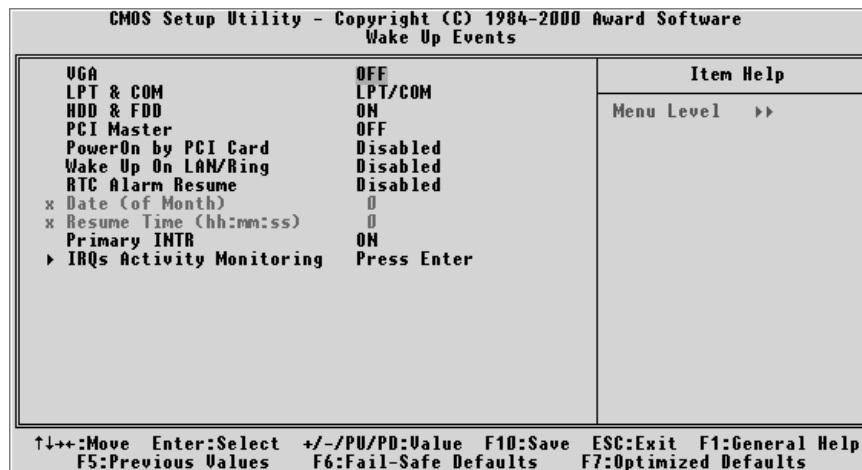 CMOS Setup Utility - Copyright (C) 1984-2000 Award Software
Wake Up Events
VGA OFF
LPT & COM LPT/COM
HDD & FDD ON
PCI Master OFF
PowerOn by PCI Card Disabled
Wake Up On LAN/Ring Disabled
RTC Alarm Resume Disabled
x Date (of Month) 0
x Resume Time (hh:mm:ss) 0
Primary INTR ON
▸ IRQs Activity Monitoring Press Enter
Item Help
Menu Level ▸▸
↑↓→←:Move Enter:Select +/-/PU/PD:Value F10:Save ESC:Exit F1:General Help
F5:Previous Values F6:Fail-Safe Defaults F7:Optimized Defaults